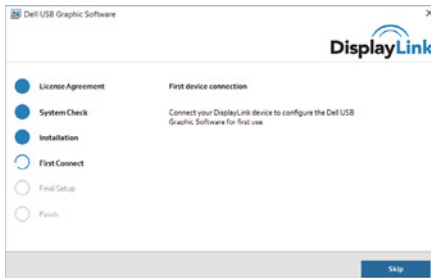 Dell USB Graphic Software
DisplayLink
License Agreement
First device connection
System Check
Connect your DisplayLink device to configure the Dell USB
Graphic Software for first use.
Installation
First Connect
Final Setup
Finish
Skip